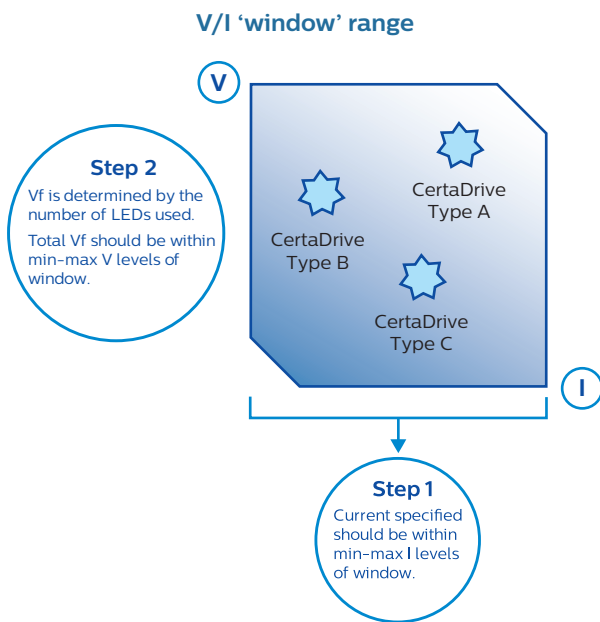 V/I ‘window’ range
V
Step 2
Vf is determined by the
number of LEDs used.
Total Vf should be within
min-max V levels of
window.
CertaDrive
Type A
CertaDrive
Type B
CertaDrive
Type C
I
Step 1
Current specified
should be within
min-max I levels
of window.